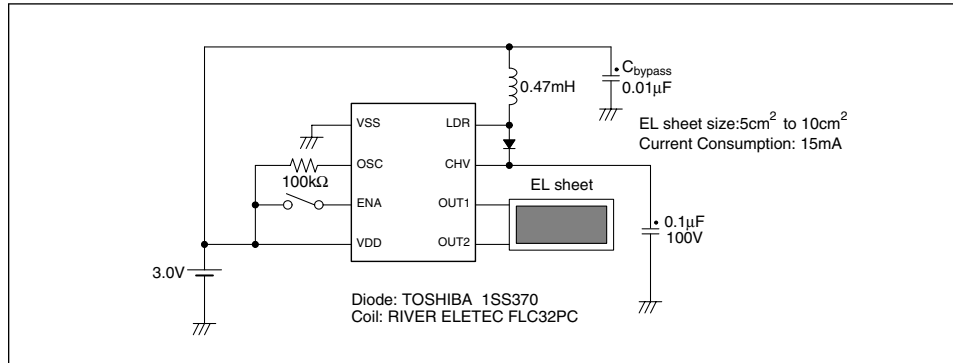 Cbypass
0.01µF
0.47mH
EL sheet size:5cm² to 10cm²
Current Consumption: 15mA
VSS
LDR
OSC
100kΩ
CHV
EL sheet
ENA
OUT1
0.1µF
100V
VDD
OUT2
3.0V
Diode: TOSHIBA 1SS370
Coil: RIVER ELETEC FLC32PC